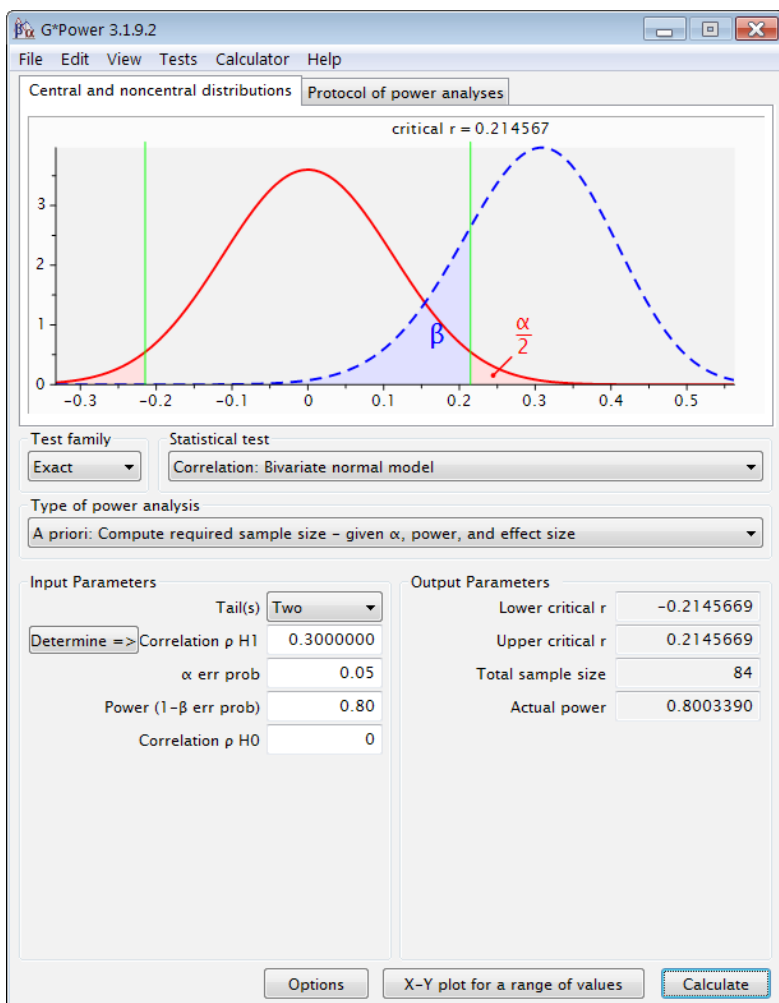 G*Power 3.1.9.2
File Edit View Tests Calculator Help
Central and noncentral distributions Protocol of power analyses
critical r = 0.214567
3
2
1
0
β
α
2
-0.3 -0.2 -0.1 0 0.1 0.2 0.3 0.4 0.5
Test family Statistical test
Exact Correlation: Bivariate normal model
Type of power analysis
A priori: Compute required sample size - given α, power, and effect size
Input Parameters
Tail(s) Two
Determine => Correlation ρ H1 0.3000000
α err prob 0.05
Power (1-β err prob) 0.80
Correlation ρ H0 0
Output Parameters
Lower critical r -0.2145669
Upper critical r 0.2145669
Total sample size 84
Actual power 0.8003390
Options X-Y plot for a range of values Calculate